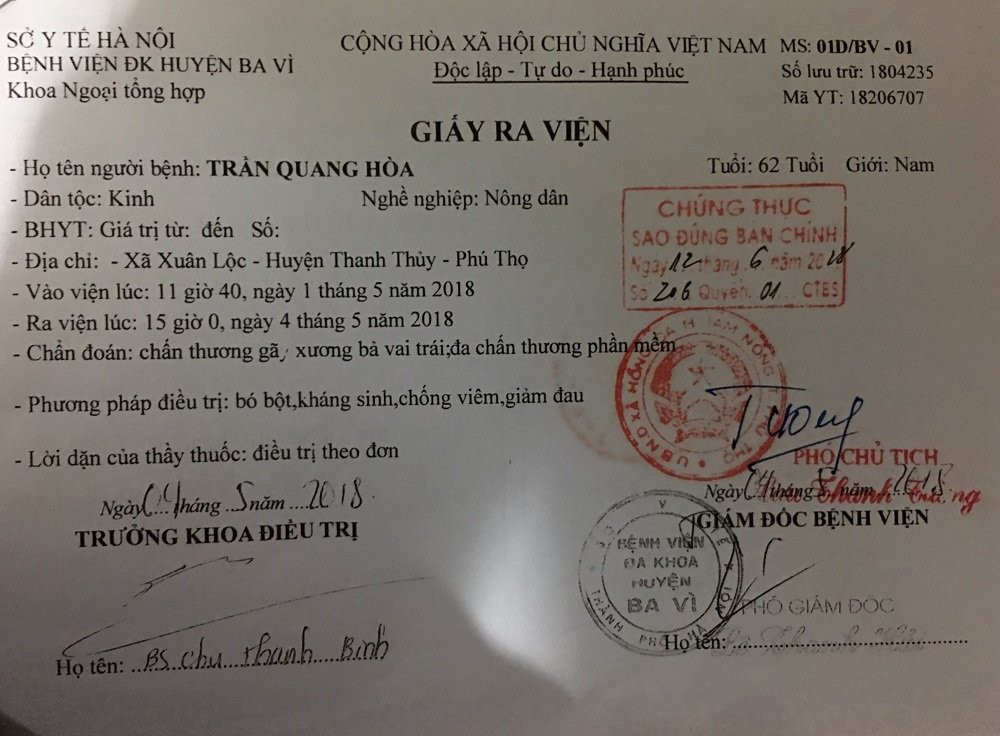 SỞ Y TẾ HÀ NỘI
BỆNH VIỆN ĐK HUYỆN BA VÌ
Khoa Ngoại tổng hợp
CỘNG HÒA XÃ HỘI CHỦ NGHĨA VIỆT NAM
Độc lập - Tự do - Hạnh phúc
MS: 01D/BV - 01
Số lưu trữ: 1804235
Mã YT: 18206707
GIẤY RA VIỆN
- Họ tên người bệnh: TRẦN QUANG HÒA Tuổi: 62 Tuổi Giới: Nam
- Dân tộc: Kinh Nghề nghiệp: Nông dân
- BHYT: Giá trị từ: đến Số:
- Địa chỉ: - Xã Xuân Lộc - Huyện Thanh Thủy - Phú Thọ
- Vào viện lúc: 11 giờ 40, ngày 1 tháng 5 năm 2018
- Ra viện lúc: 15 giờ 0, ngày 4 tháng 5 năm 2018
- Chẩn đoán: chấn thương gãy xương bả vai trái;đa chấn thương phần mềm
- Phương pháp điều trị: bó bột,kháng sinh,chống viêm,giảm đau
- Lời dặn của thầy thuốc: điều trị theo đơn
CHỨNG THỰC
SAO ĐÚNG BẢN CHÍNH
Ngày 12 tháng 6 năm 2018
Số 206 Quyển. 01 CTBS
PHÓ CHỦ TỊCH
Ngày 04 tháng 5 năm 2018
TRƯỞNG KHOA ĐIỀU TRỊ
Họ tên: BS Chu Thanh Bình
Ngày 04 tháng 5 năm 2018
GIÁM ĐỐC BỆNH VIỆN
BỆNH VIỆN
ĐA KHOA
HUYỆN
BA VÌ
PHÓ GIÁM ĐỐC
Họ tên: